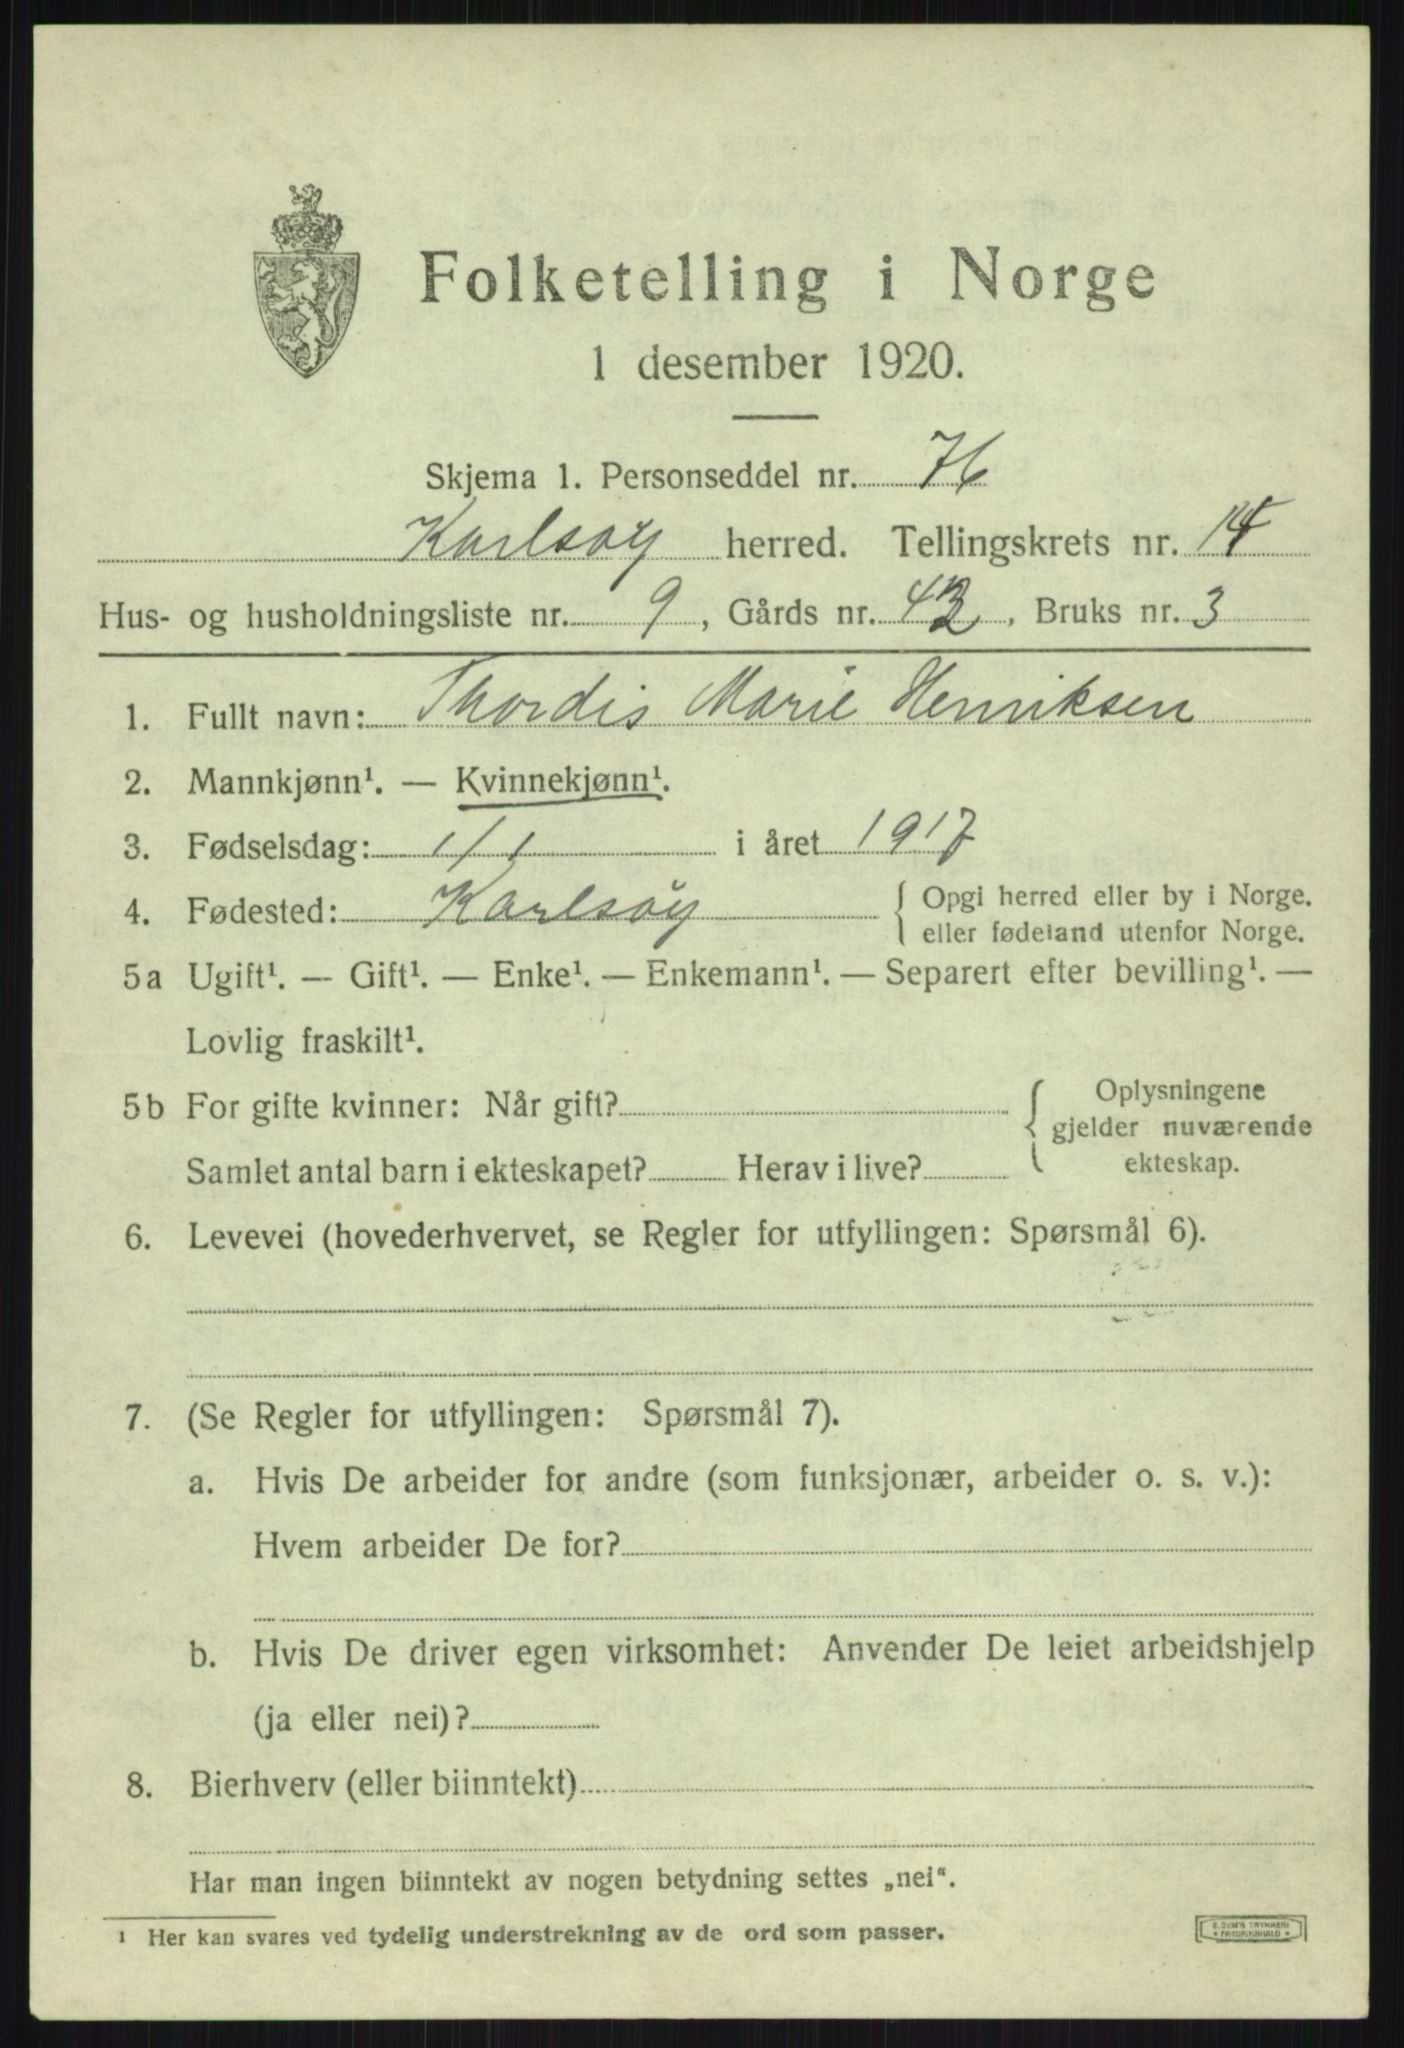 Folketelling i Norge
1 desember 1920.
Skjema 1. Personseddel nr. 76
Karlsøy herred. Tellingskrets nr. 14
Hus- og husholdningsliste nr. 9, Gårds nr. 42, Bruks nr. 3
1. Fullt navn: Thordis Marie Henriksen
2. Mannkjønn¹. — Kvinnekjønn¹.
3. Fødselsdag: 1/1 i året 1917
4. Fødested: Karlsøy { Opgi herred eller by i Norge.
eller fødeland utenfor Norge.
5a Ugift¹. — Gift¹. — Enke¹. — Enkemann¹. — Separert efter bevilling¹. —
Lovlig fraskilt¹.
5b For gifte kvinner: Når gift? { Oplysningene
gjelder nuværende
Samlet antal barn i ekteskapet? Herav i live? ekteskap.
6. Levevei (hovederhvervet, se Regler for utfyllingen: Spørsmål 6).
7. (Se Regler for utfyllingen: Spørsmål 7).
a. Hvis De arbeider for andre (som funksjonær, arbeider o. s. v.):
Hvem arbeider De for?
b. Hvis De driver egen virksomhet: Anvender De leiet arbeidshjelp
(ja eller nei)?
8. Bierhverv (eller biinntekt)
Har man ingen biinntekt av nogen betydning settes „nei“.
¹ Her kan svares ved tydelig understrekning av de ord som passer.